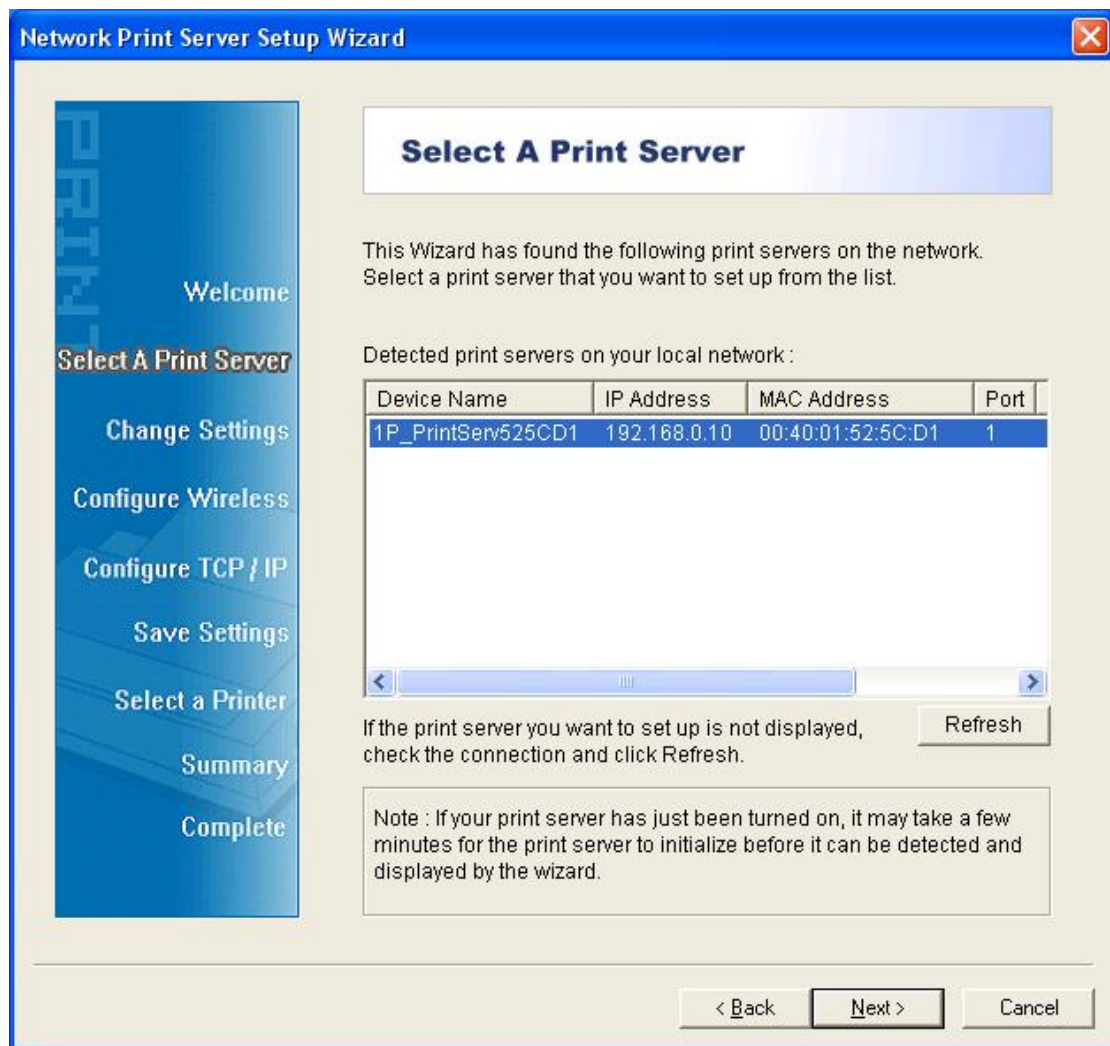 Network Print Server Setup Wizard
PRINT
Welcome
Select A Print Server
Change Settings
Configure Wireless
Configure TCP / IP
Save Settings
Select a Printer
Summary
Complete
Select A Print Server
This Wizard has found the following print servers on the network.
Select a print server that you want to set up from the list.
Detected print servers on your local network :
Device Name IP Address MAC Address Port
1P_PrintServ525CD1 192.168.0.10 00:40:01:52:5C:D1 1
If the print server you want to set up is not displayed,
check the connection and click Refresh.
Refresh
Note : If your print server has just been turned on, it may take a few
minutes for the print server to initialize before it can be detected and
displayed by the wizard.
< Back Next > Cancel